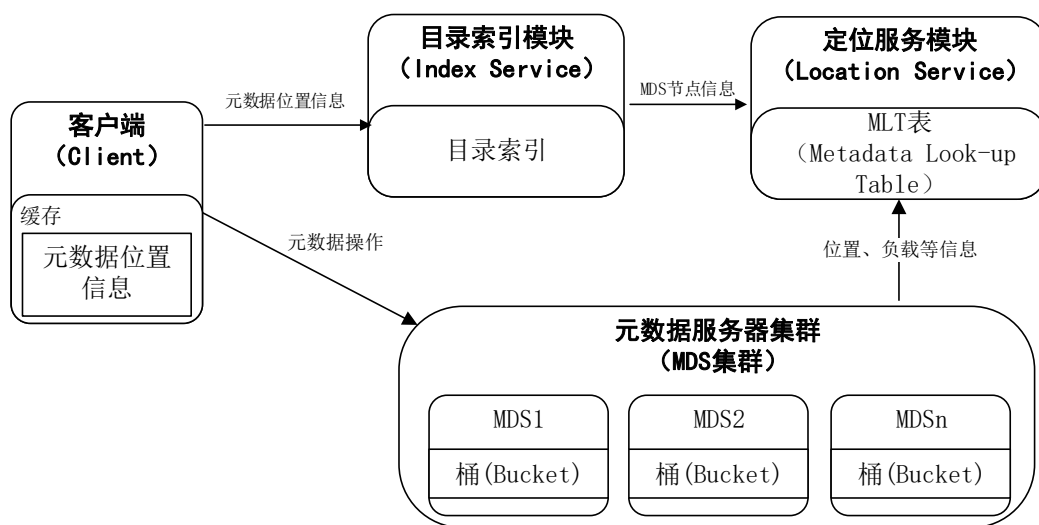 目录索引模块
（Index Service）
目录索引
定位服务模块
（Location Service）
MLT表
（Metadata Look-up
Table）
元数据位置信息
MDS节点信息
客户端
（Client）
缓存
元数据位置
信息
元数据操作
位置、负载等信息
元数据服务器集群
（MDS集群）
MDS1
桶(Bucket)
MDS2
桶(Bucket)
MDSn
桶(Bucket)